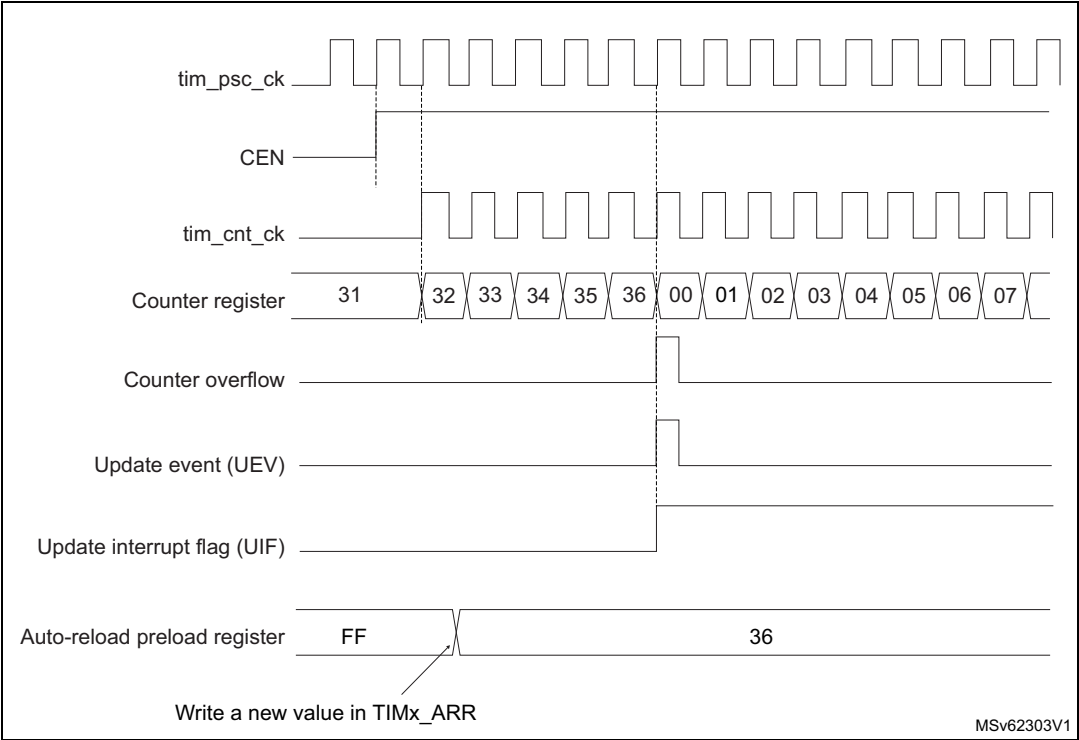 tim_psc_ck
CEN
tim_cnt_ck
Counter register 31 32 33 34 35 36 00 01 02 03 04 05 06 07
Counter overflow
Update event (UEV)
Update interrupt flag (UIF)
Auto-reload preload register FF 36
Write a new value in TIMx_ARR
MSv62303V1